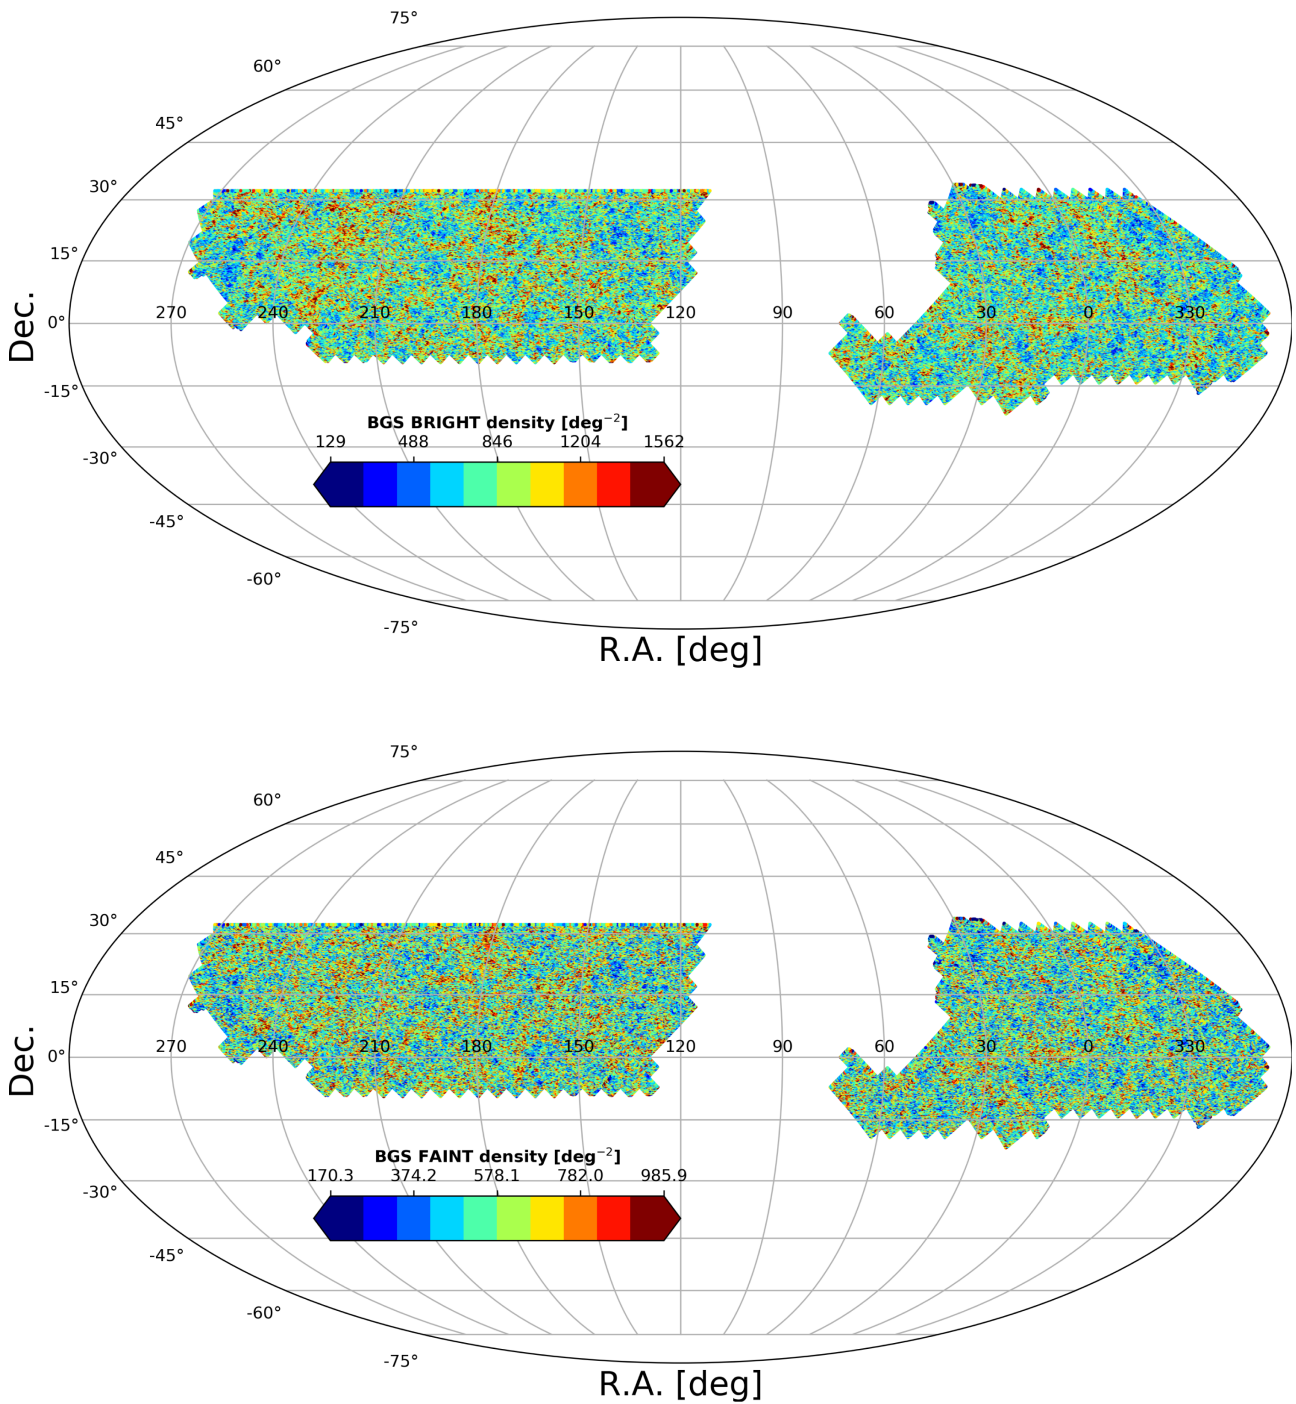 75°
60°
45°
30°
15°
0°
-15°
-30°
-45°
-60°
-75°
Dec.
270 240 210 180 150 120 90 60 30 0 330
BGS BRIGHT density [deg⁻²]
129 488 846 1204 1562
R.A. [deg]
75°
60°
45°
30°
15°
0°
-15°
-30°
-45°
-60°
-75°
Dec.
270 240 210 180 150 120 90 60 30 0 330
BGS FAINT density [deg⁻²]
170.3 374.2 578.1 782.0 985.9
R.A. [deg]